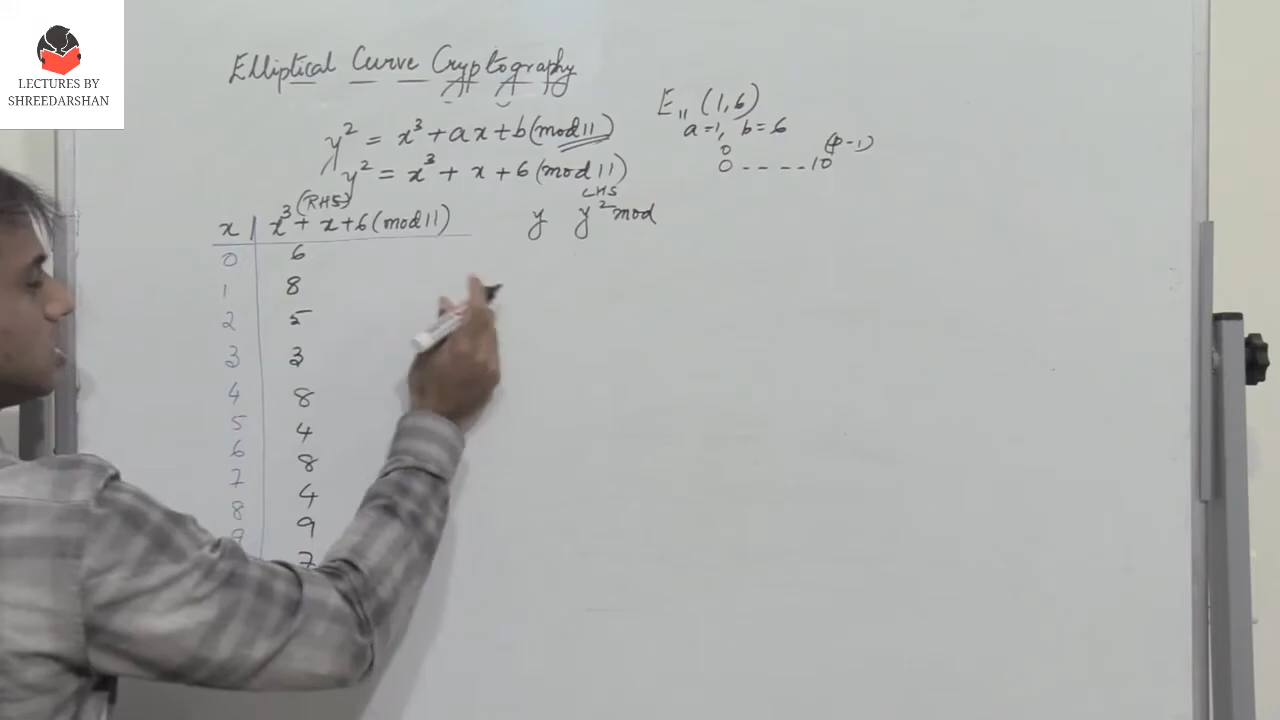 LECTURES BY
SHREEDARSHAN
Elliptical Curve Cryptography
y² = x³ + ax + b (mod 11)
y² = x³ + x + 6 (mod 11)
E₁₁ (1,6)
a=1, b=6
0 (p-1)
0 - - - - 10
(RHS) LHS
x | x³ + x + 6 (mod 11) y y² mod
0 6
1 8
2 5
3 3
4 8
5 4
6 8
7 4
8 9
9 7